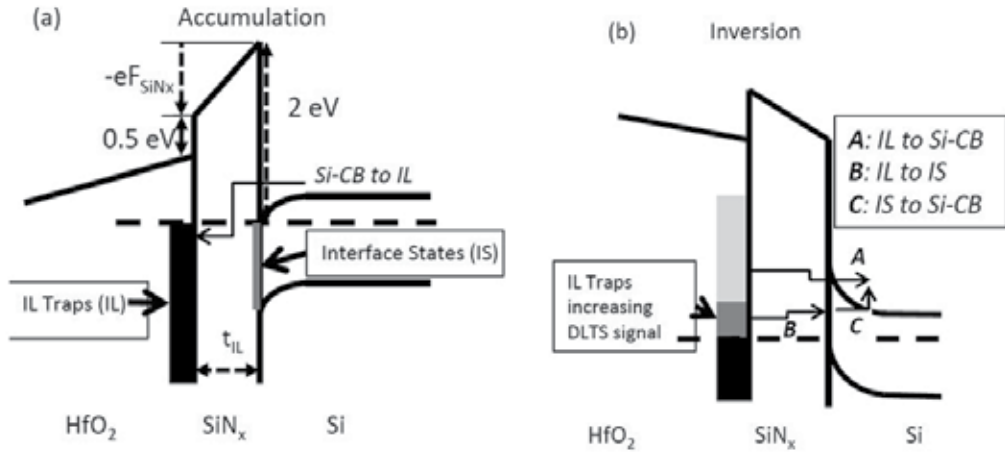 (a)
Accumulation
-eF_SiNx
0.5 eV
2 eV
Si-CB to IL
Interface States (IS)
IL Traps (IL)
t_IL
HfO₂
SiNₓ
Si
(b)
Inversion
A: IL to Si-CB
B: IL to IS
C: IS to Si-CB
IL Traps
increasing
DLTS signal
A
B
C
HfO₂
SiNₓ
Si